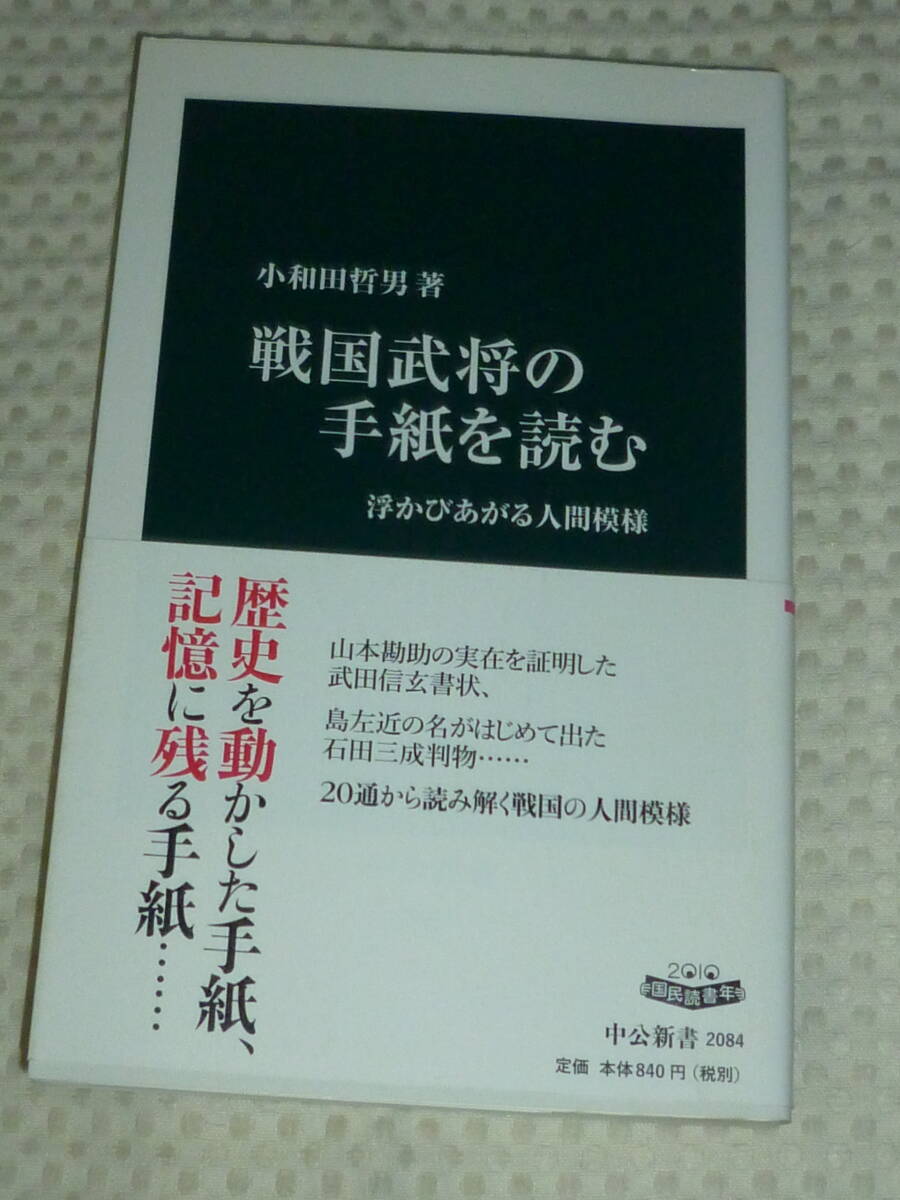 小和田哲男 著
戦国武将の
手紙を読む
浮かびあがる人間模様
歴史を動かした手紙、
記憶に残る手紙……
山本勘助の実在を証明した
武田信玄書状、
島左近の名がはじめて出た
石田三成判物……
20通から読み解く戦国の人間模様
2010
国民読書年
中公新書 2084
定価 本体840円（税別）